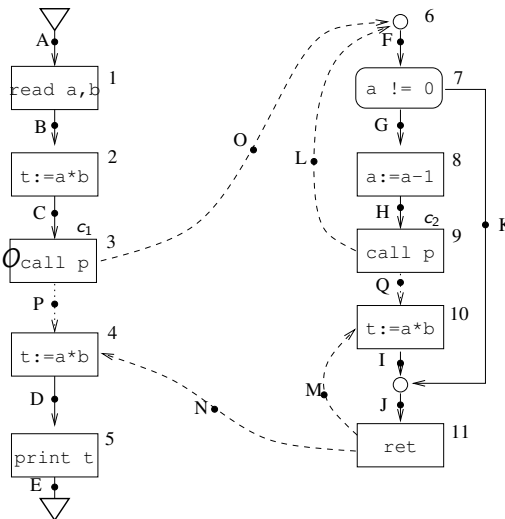 A
read a,b
1
B
t:=a*b
2
C
c1
3
O call p
P
t:=a*b
4
D
print t
5
E
O
N
6
F
a != 0
7
G
a:=a-1
8
L
H
c2
call p
9
K
Q
t:=a*b
10
I
M
J
ret
11